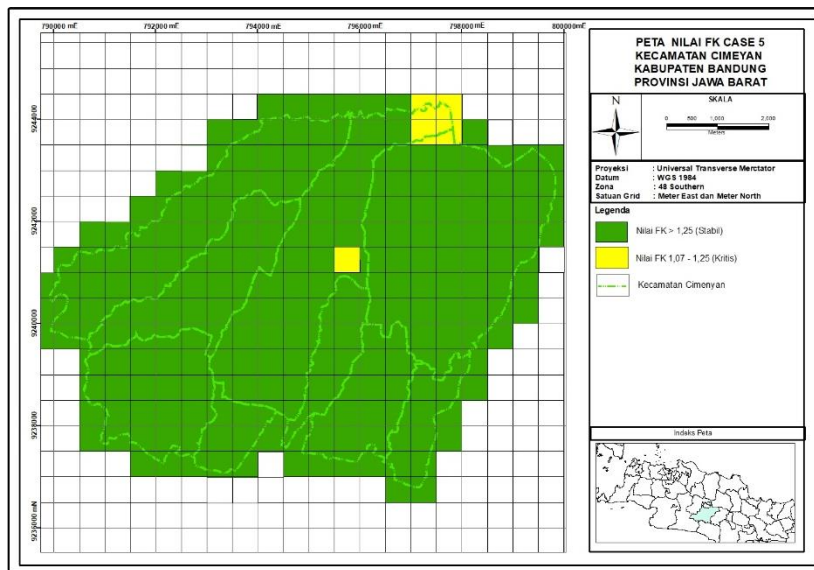 790000 mE
792000 mE
794000 mE
796000 mE
798000 mE
800000 mE
9244000
9242000
9240000
9238000
9236000 mN
PETA NILAI FK CASE 5
KECAMATAN CIMEYAN
KABUPATEN BANDUNG
PROVINSI JAWA BARAT
N
SKALA
0 500 1,000 2,000
Meters
Proyeksi : Universal Transverse Merctator
Datum : WGS 1984
Zona : 48 Southern
Satuan Grid : Meter East dan Meter North
Legenda
Nilai FK > 1,25 (Stabil)
Nilai FK 1,07 - 1,25 (Kritis)
Kecamatan Cimenyan
Indeks Peta